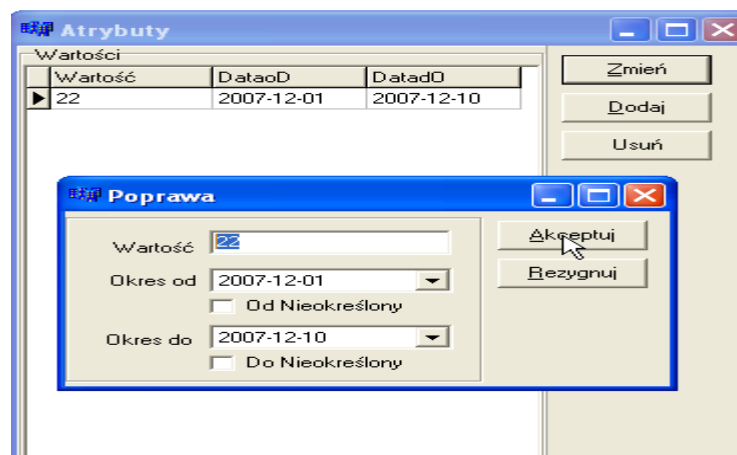 Atrybuty
Wartości
Wartość DataoD DatadO
22 2007-12-01 2007-12-10
Zmień
Dodaj
Usuń
Poprawa
Wartość 22
Okres od 2007-12-01
Od Nieokreślony
Okres do 2007-12-10
Do Nieokreślony
Akceptuj
Rezygnuj